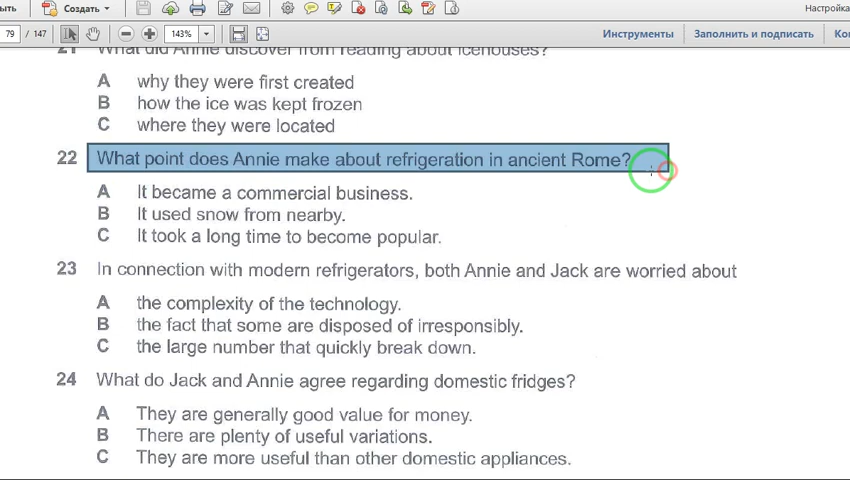 ыть Создать Настройка
79 / 147 143% Инструменты Заполнить и подписать
21 What did Annie discover from reading about icehouses?
A why they were first created
B how the ice was kept frozen
C where they were located
22 What point does Annie make about refrigeration in ancient Rome?
A It became a commercial business.
B It used snow from nearby.
C It took a long time to become popular.
23 In connection with modern refrigerators, both Annie and Jack are worried about
A the complexity of the technology.
B the fact that some are disposed of irresponsibly.
C the large number that quickly break down.
24 What do Jack and Annie agree regarding domestic fridges?
A They are generally good value for money.
B There are plenty of useful variations.
C They are more useful than other domestic appliances.